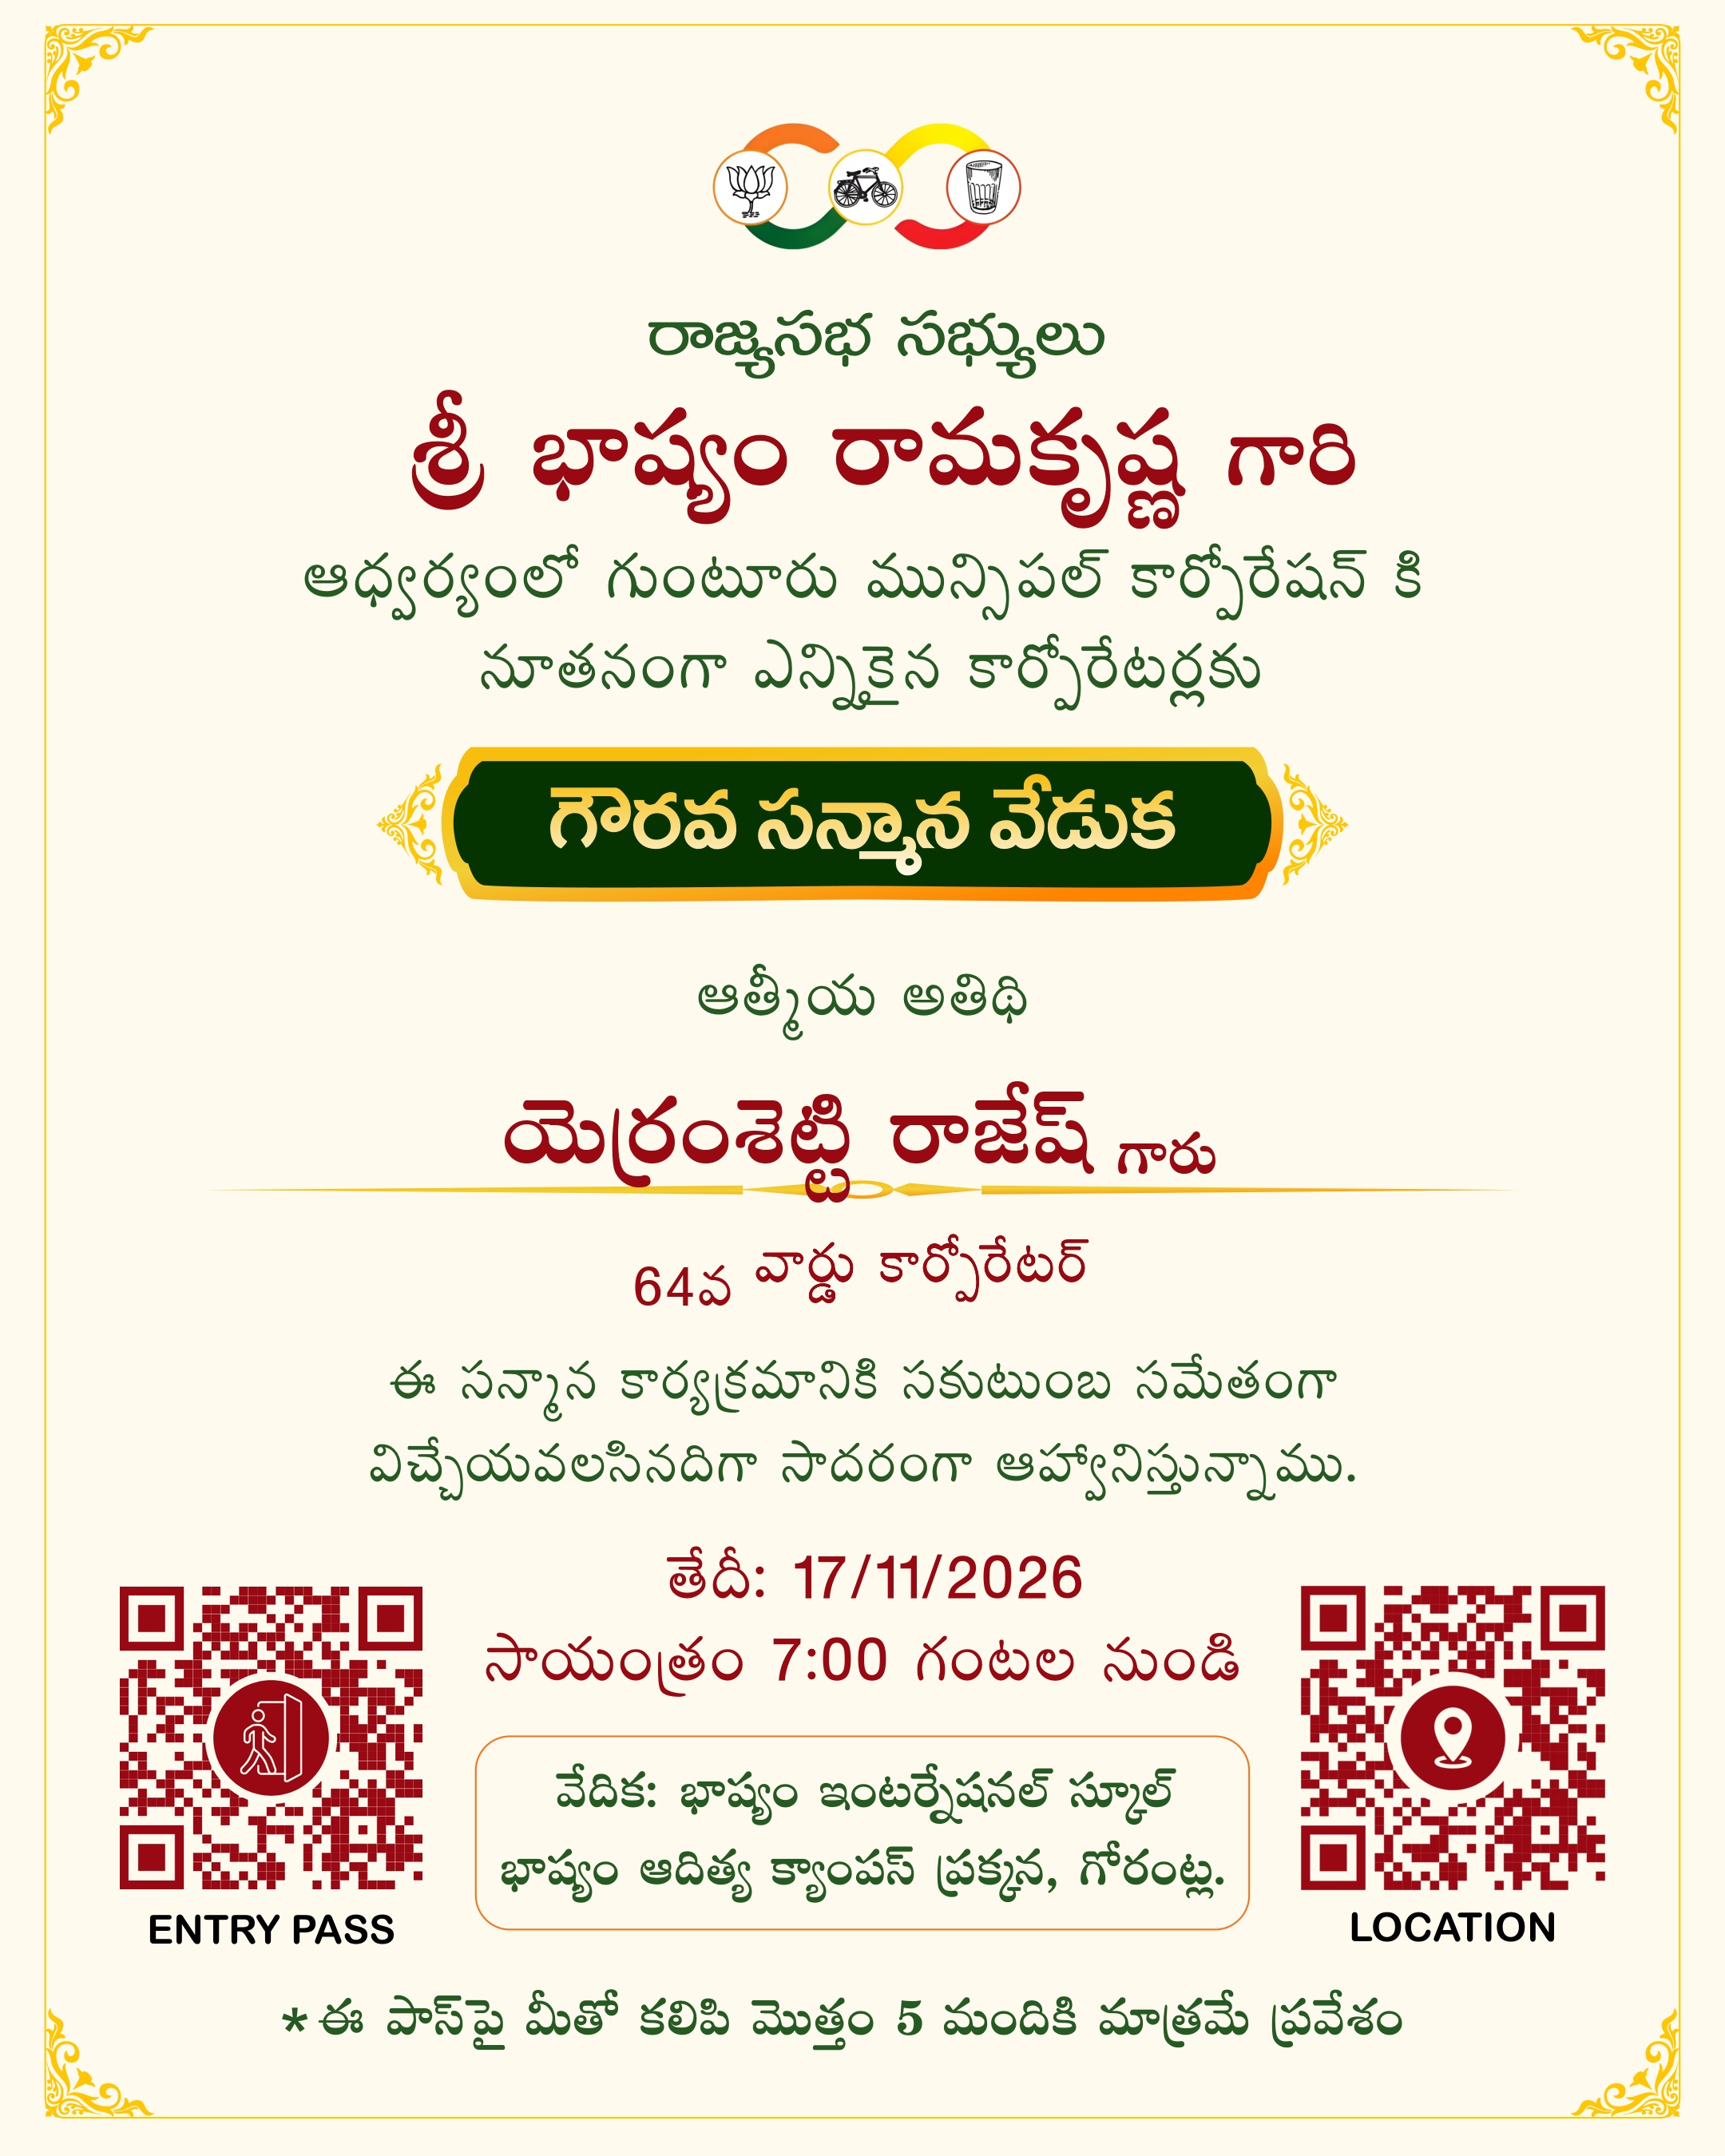 రాజ్యసభ సభ్యులు
శ్రీ భాష్యం రామకృష్ణ గారి
ఆధ్వర్యంలో గుంటూరు మున్సిపల్ కార్పోరేషన్ కి
నూతనంగా ఎన్నికైన కార్పోరేటర్లకు
గౌరవ సన్మాన వేడుక
ఆత్మీయ అతిథి
యెర్రంశెట్టి రాజేష్ గారు
64వ వార్డు కార్పోరేటర్
ఈ సన్మాన కార్యక్రమానికి సకుటుంబ సమేతంగా
విచ్చేయవలసినదిగా సాదరంగా ఆహ్వానిస్తున్నాము.
తేదీ: 17/11/2026
సాయంత్రం 7:00 గంటల నుండి
వేదిక: భాష్యం ఇంటర్నేషనల్ స్కూల్
భాష్యం ఆదిత్య క్యాంపస్ ప్రక్కన, గోరంట్ల.
ENTRY PASS
LOCATION
*ఈ పాస్‌పై మీతో కలిపి మొత్తం 5 మందికి మాత్రమే ప్రవేశం